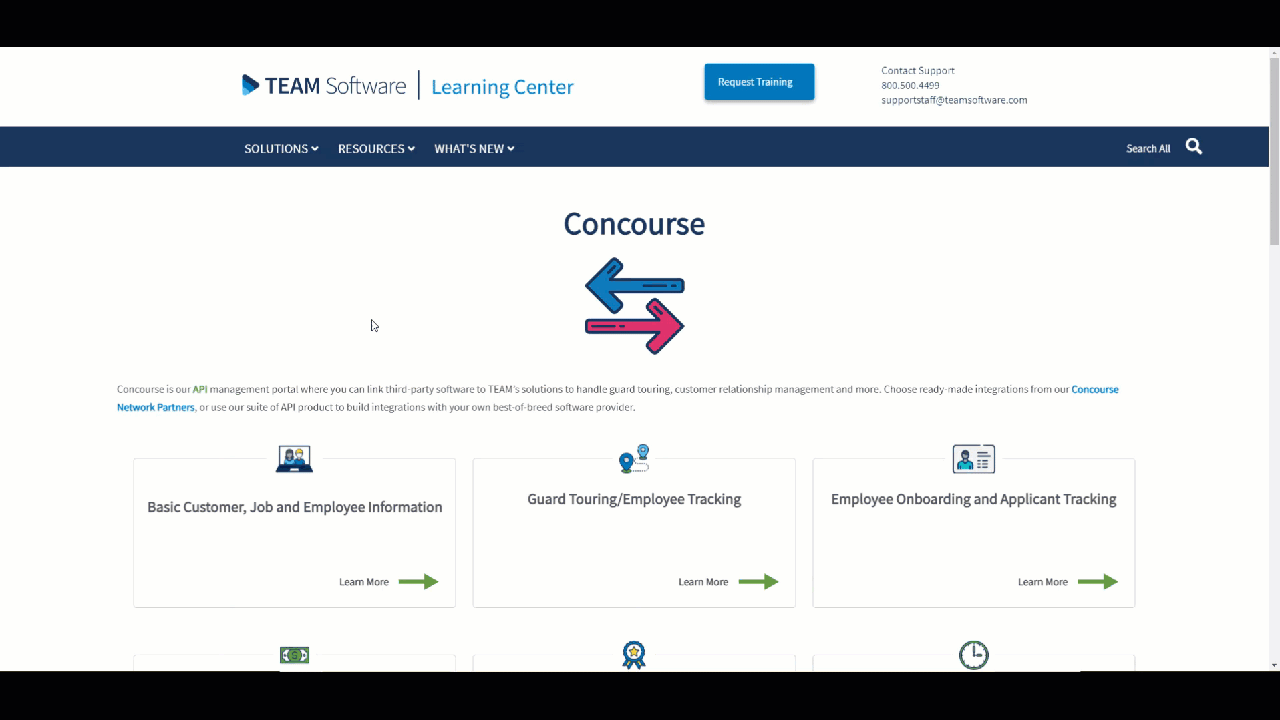 TEAM Software | Learning Center
Request Training
Contact Support
800.500.4499
supportstaff@teamsoftware.com
SOLUTIONS
RESOURCES
WHAT'S NEW
Search All
Concourse
Concourse is our API management portal where you can link third-party software to TEAM's solutions to handle guard touring, customer relationship management and more. Choose ready-made integrations from our Concourse
Network Partners, or use our suite of API product to build integrations with your own best-of-breed software provider.
Basic Customer, Job and Employee Information
Learn More
Guard Touring/Employee Tracking
Learn More
Employee Onboarding and Applicant Tracking
Learn More